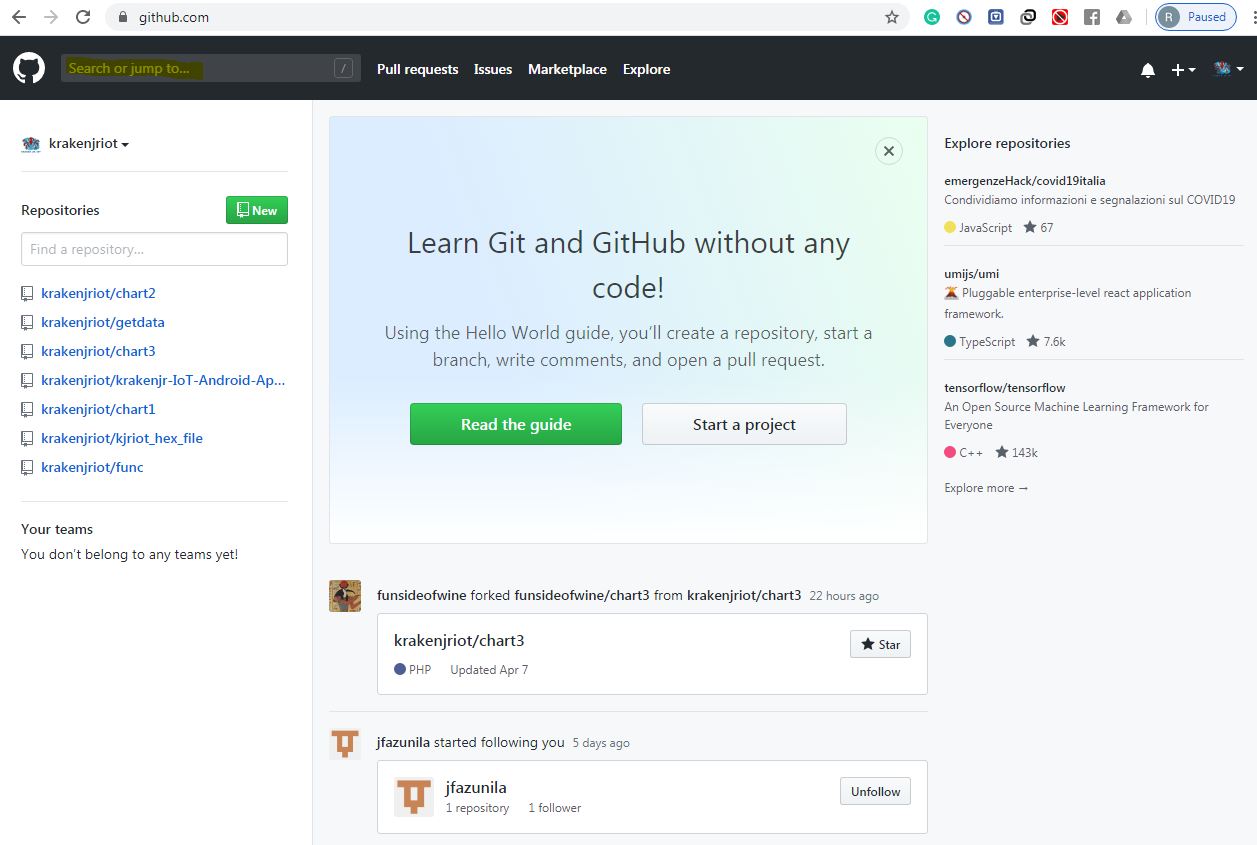 github.com
R Paused
Search or jump to... /
Pull requests Issues Marketplace Explore
krakenjriot
Repositories
New
Find a repository...
krakenjriot/chart2
krakenjriot/getdata
krakenjriot/chart3
krakenjriot/krakenjr-IoT-Android-Ap...
krakenjriot/chart1
krakenjriot/kjriot_hex_file
krakenjriot/func
Your teams
You don't belong to any teams yet!
Learn Git and GitHub without any
code!
Using the Hello World guide, you'll create a repository, start a
branch, write comments, and open a pull request.
Read the guide
Start a project
funsideofwine forked funsideofwine/chart3 from krakenjriot/chart3 22 hours ago
krakenjriot/chart3
Star
PHP Updated Apr 7
jfazunila started following you 5 days ago
jfazunila
1 repository 1 follower
Unfollow
Explore repositories
emergenzeHack/covid19italia
Condividiamo informazioni e segnalazioni sul COVID19
JavaScript 67
umijs/umi
🌋 Pluggable enterprise-level react application
framework.
TypeScript 7.6k
tensorflow/tensorflow
An Open Source Machine Learning Framework for
Everyone
C++ 143k
Explore more →